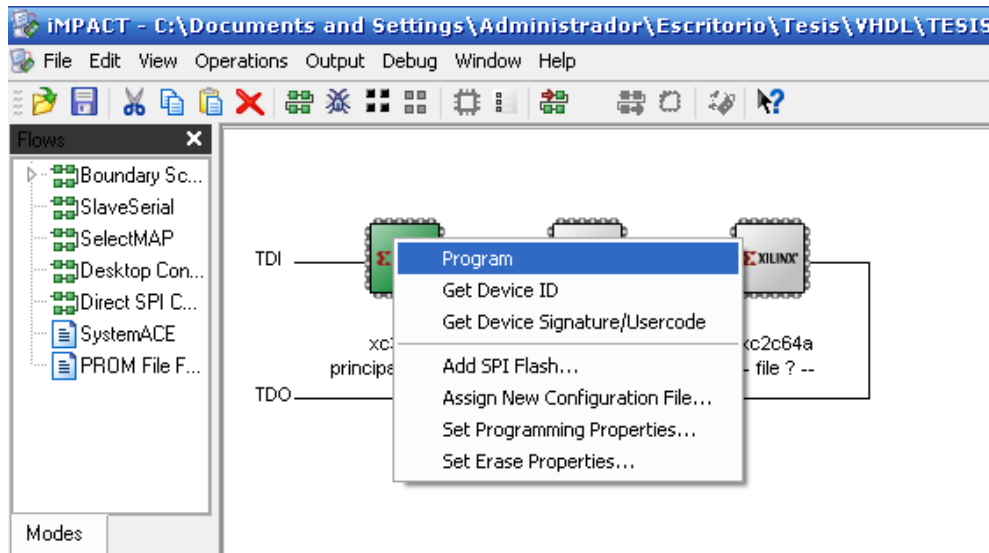 iMPACT - C:\Documents and Settings\Administrador\Escritorio\Tesis\VHDL\TESIS
File Edit View Operations Output Debug Window Help
Flows
Boundary Sc...
SlaveSerial
SelectMAP
Desktop Con...
Direct SPI C...
SystemACE
PROM File F...
Modes
TDI
XILINX
Program
Get Device ID
Get Device Signature/Usercode
Add SPI Flash...
Assign New Configuration File...
Set Programming Properties...
Set Erase Properties...
xc2c64a
principa
- file ? --
TDO